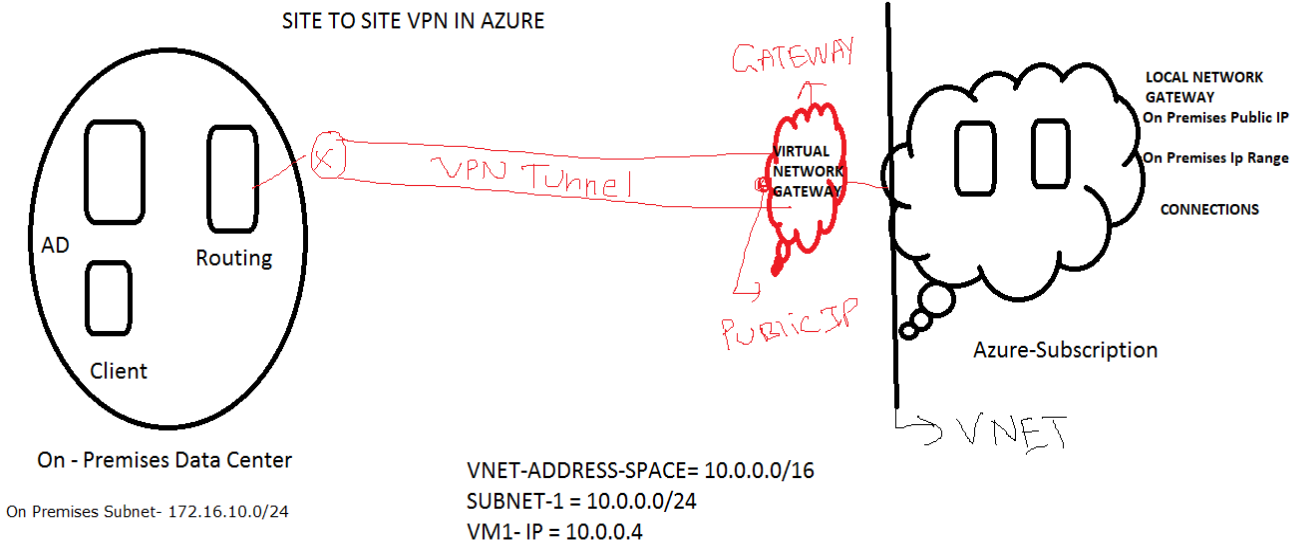 SITE TO SITE VPN IN AZURE
GATEWAY
LOCAL NETWORK
GATEWAY
On Premises Public IP
On Premises Ip Range
CONNECTIONS
VIRTUAL
NETWORK
GATEWAY
X
VPN Tunnel
AD
Routing
Client
PUBLIC IP
Azure-Subscription
VNET
On - Premises Data Center
On Premises Subnet- 172.16.10.0/24
VNET-ADDRESS-SPACE= 10.0.0.0/16
SUBNET-1 = 10.0.0.0/24
VM1- IP = 10.0.0.4